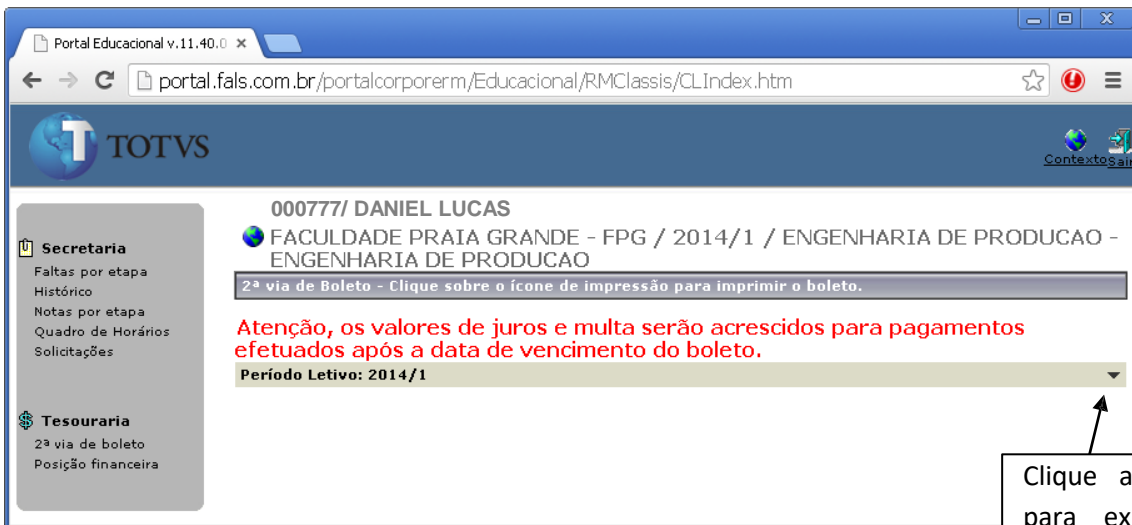 Portal Educacional v.11.40.0
portal.fals.com.br/portalcorporerm/Educacional/RMClassis/CLIndex.htm
TOTVS
Contexto Sair
000777/ DANIEL LUCAS
FACULDADE PRAIA GRANDE - FPG / 2014/1 / ENGENHARIA DE PRODUCAO -
ENGENHARIA DE PRODUCAO
2ª via de Boleto - Clique sobre o ícone de impressão para imprimir o boleto.
Atenção, os valores de juros e multa serão acrescidos para pagamentos
efetuados após a data de vencimento do boleto.
Período Letivo: 2014/1
Secretaria
Faltas por etapa
Histórico
Notas por etapa
Quadro de Horários
Solicitações
Tesouraria
2ª via de boleto
Posição financeira
Clique a
para ex